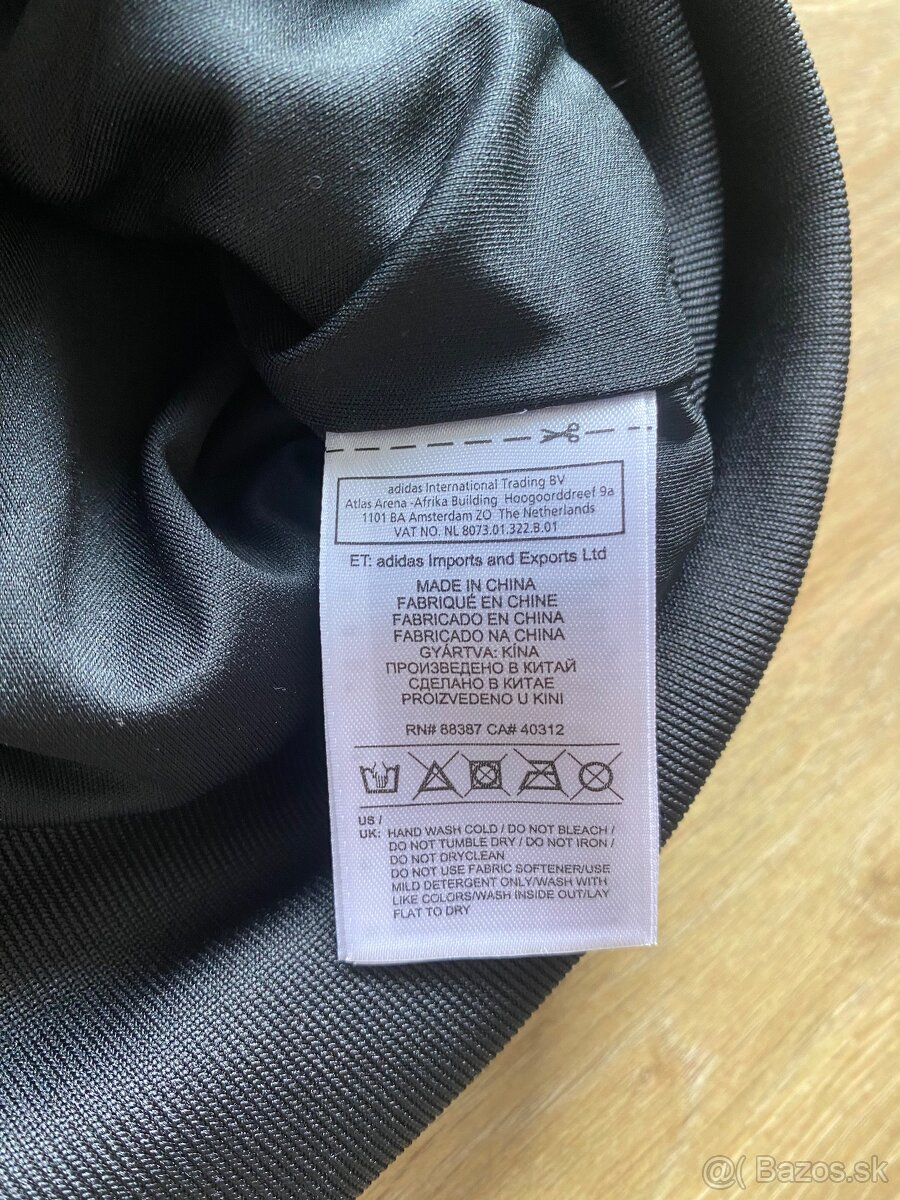 adidas International Trading BV
Atlas Arena -Afrika Building Hoogoorddreef 9a
1101 BA Amsterdam ZO The Netherlands
VAT NO. NL 8073.01.322.B.01
ET: adidas Imports and Exports Ltd
MADE IN CHINA
FABRIQUÉ EN CHINE
FABRICADO EN CHINA
FABRICADO NA CHINA
GYÁRTVA: KÍNA
ПРОИЗВЕДЕНО В КИТАЙ
СДЕЛАНО В КИТАЕ
PROIZVEDENO U KINI
RN# 88387 CA# 40312
US /
UK: HAND WASH COLD / DO NOT BLEACH /
DO NOT TUMBLE DRY / DO NOT IRON /
DO NOT DRYCLEAN
DO NOT USE FABRIC SOFTENER/USE
MILD DETERGENT ONLY/WASH WITH
LIKE COLORS/WASH INSIDE OUT/LAY
FLAT TO DRY
@( Bazos.sk